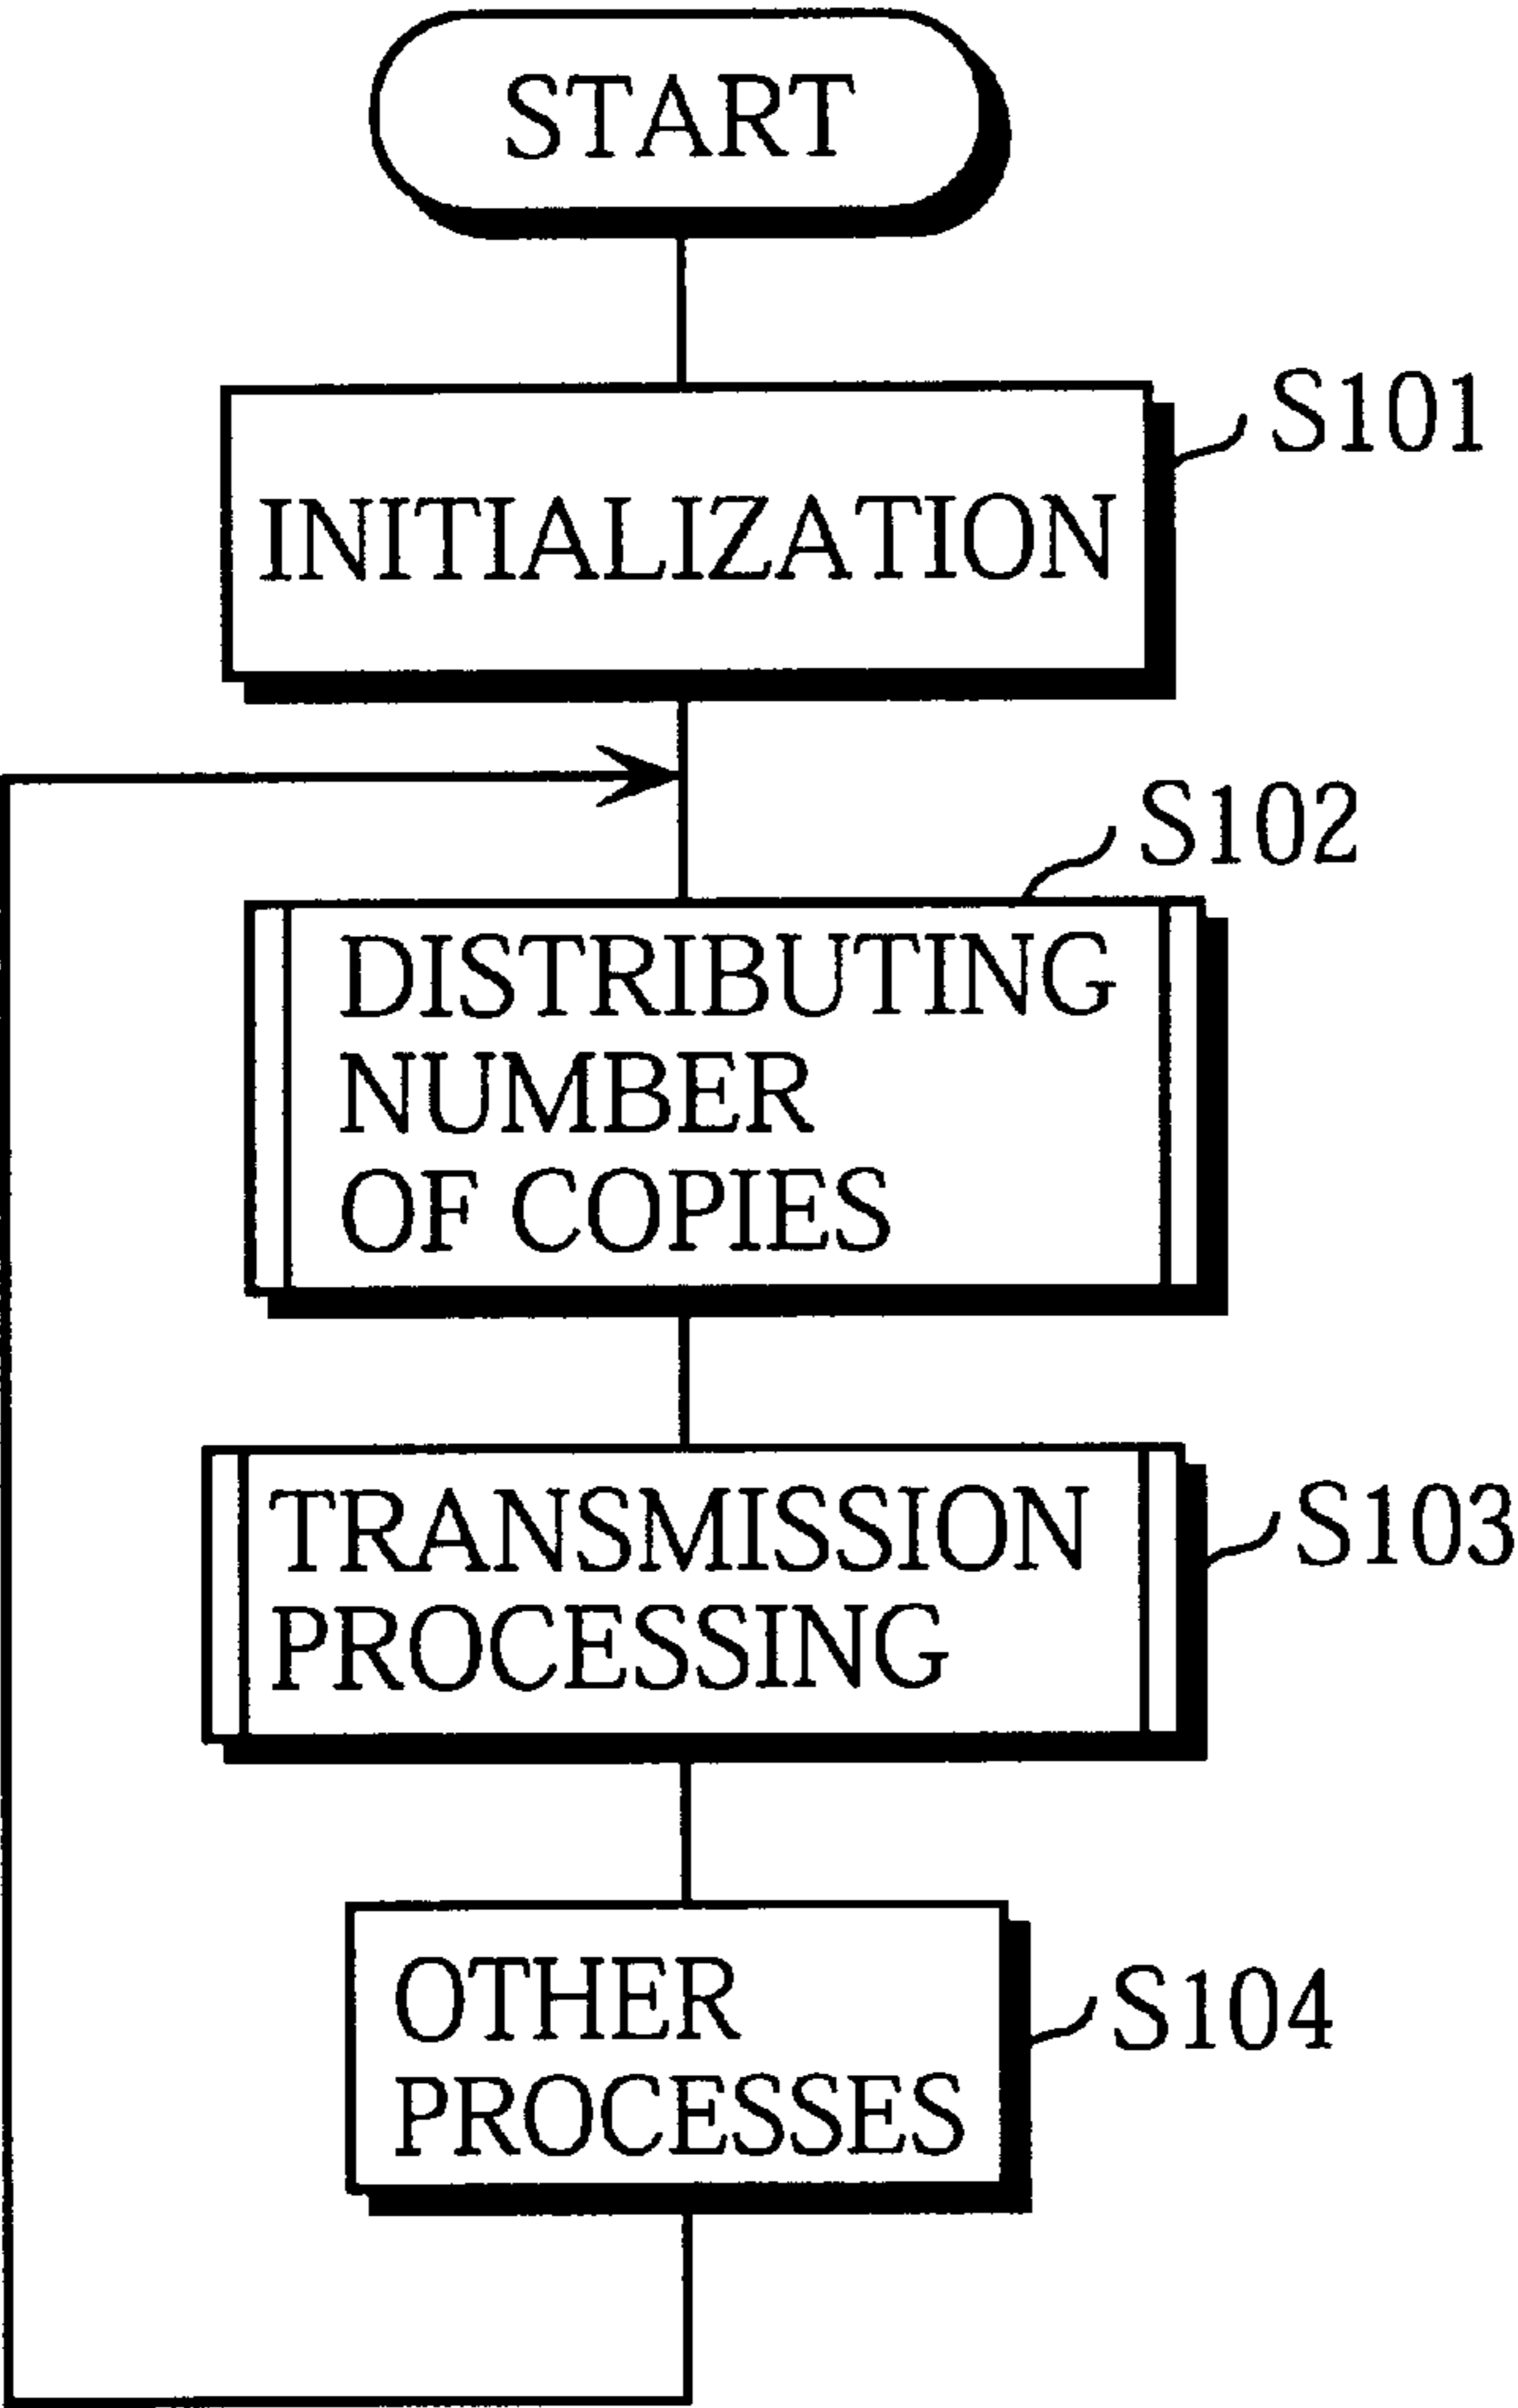 START
S101
INITIALIZATION
S102
DISTRIBUTING
NUMBER
OF COPIES
S103
TRANSMISSION
PROCESSING
S104
OTHER
PROCESSES